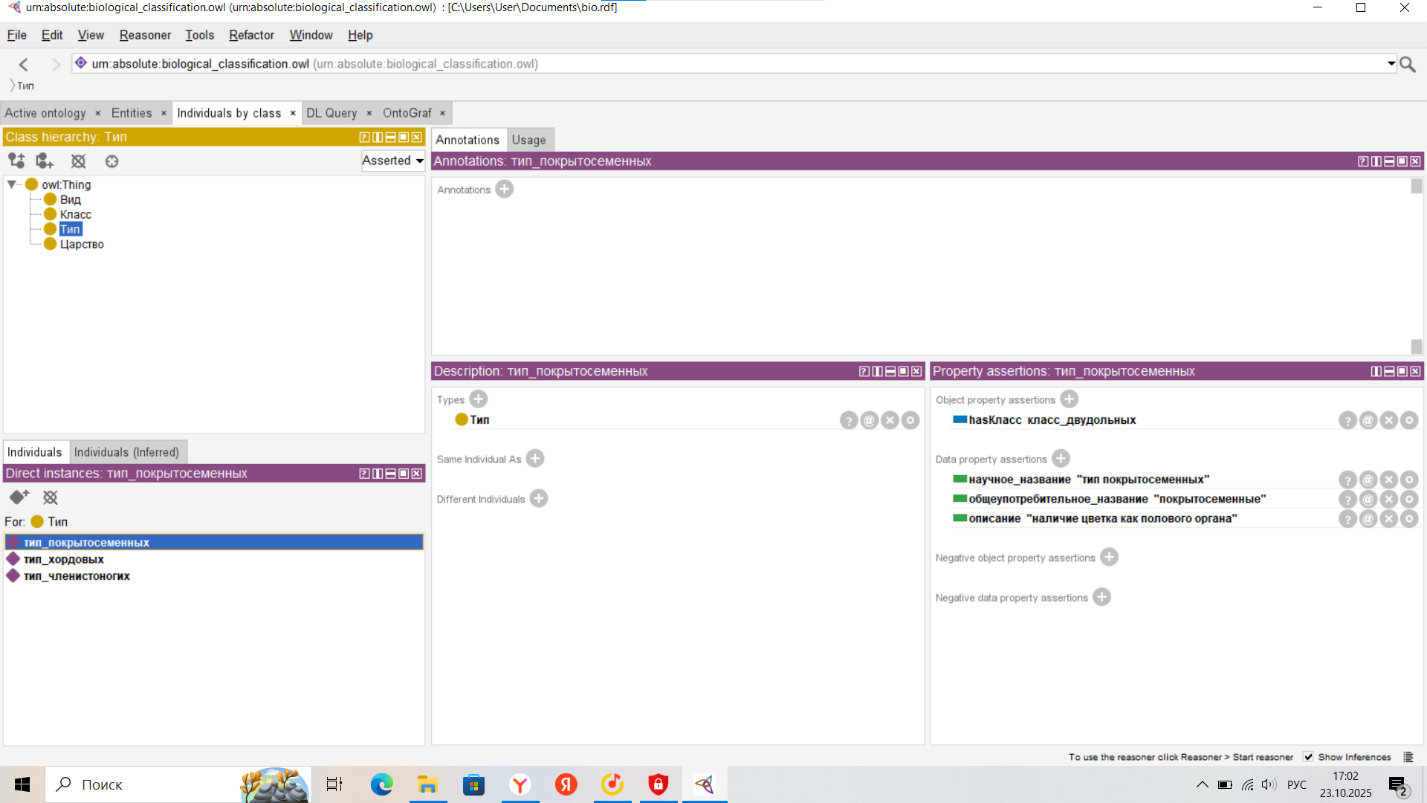 urn:absolute:biological_classification.owl (urn:absolute:biological_classification.owl) : [C:\Users\User\Documents\bio.rdf]
File Edit View Reasoner Tools Refactor Window Help
urn:absolute:biological_classification.owl (urn:absolute:biological_classification.owl)
Тип
Active ontology × Entities × Individuals by class × DL Query × OntoGraf ×
Class hierarchy: Тип
Asserted
owl:Thing
Вид
Класс
Тип
Царство
Annotations Usage
Annotations: тип_покрытосеменных
Annotations
Individuals Individuals (Inferred)
Direct instances: тип_покрытосеменных
For: Тип
тип_покрытосеменных
тип_хордовых
тип_членистоногих
Description: тип_покрытосеменных
Types
Тип
Same Individual As
Different Individuals
Property assertions: тип_покрытосеменных
Object property assertions
hasКласс класс_двудольных
Data property assertions
научное_название "тип покрытосеменных"
общеупотребительное_название "покрытосеменные"
описание "наличие цветка как полового органа"
Negative object property assertions
Negative data property assertions
To use the reasoner click Reasoner > Start reasoner Show Inferences
Поиск
РУС
17:02
23.10.2025
2